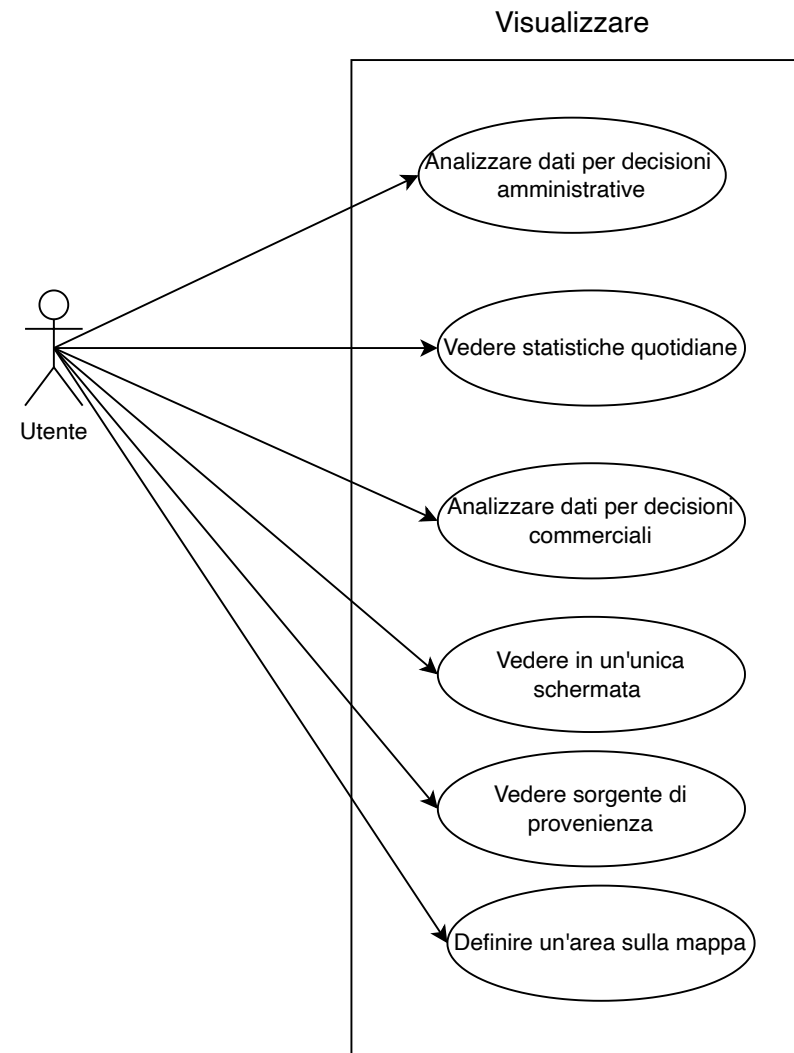 Visualizzare
Analizzare dati per decisioni
amministrative
Vedere statistiche quotidiane
Utente
Analizzare dati per decisioni
commerciali
Vedere in un'unica
schermata
Vedere sorgente di
provenienza
Definire un'area sulla mappa